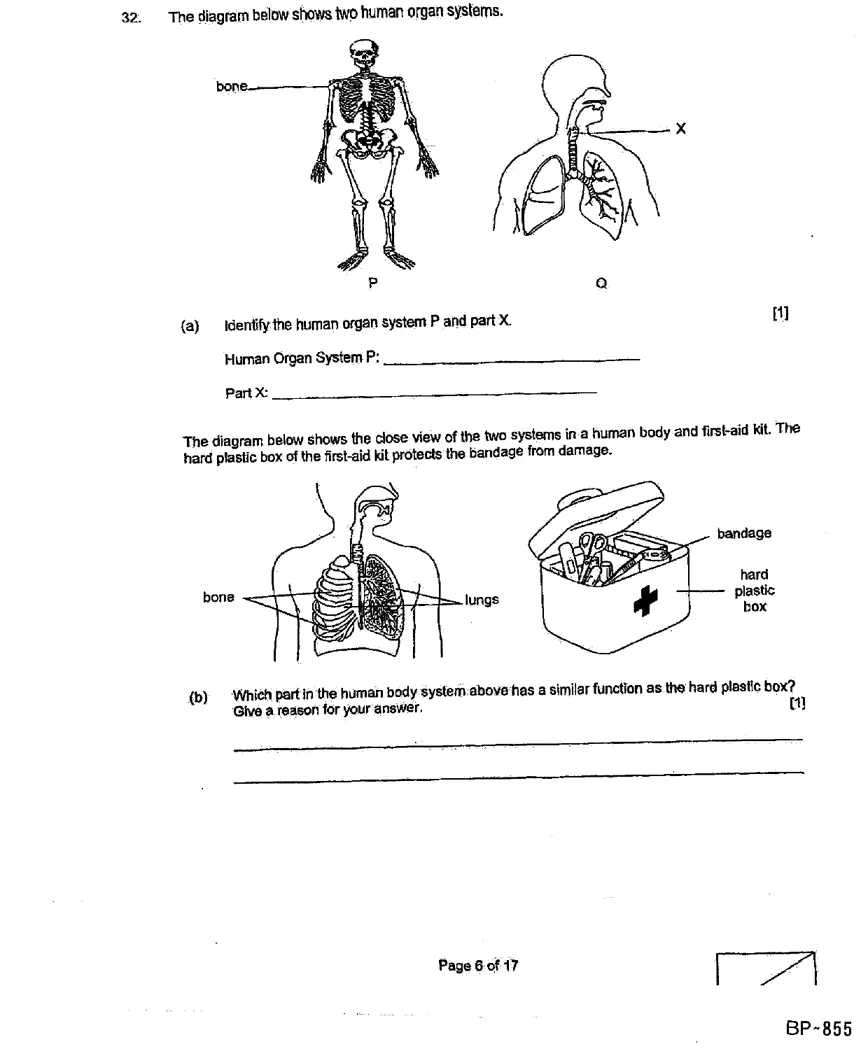 32. The diagram below shows two human organ systems.
bone
X
P
Q
(a) Identify the human organ system P and part X. [1]
Human Organ System P:
Part X:
The diagram below shows the close view of the two systems in a human body and first-aid kit. The
hard plastic box of the first-aid kit protects the bandage from damage.
bandage
hard
plastic
box
bone
lungs
(b) Which part in the human body system above has a similar function as the hard plastic box?
Give a reason for your answer. [1]
Page 6 of 17
BP~855